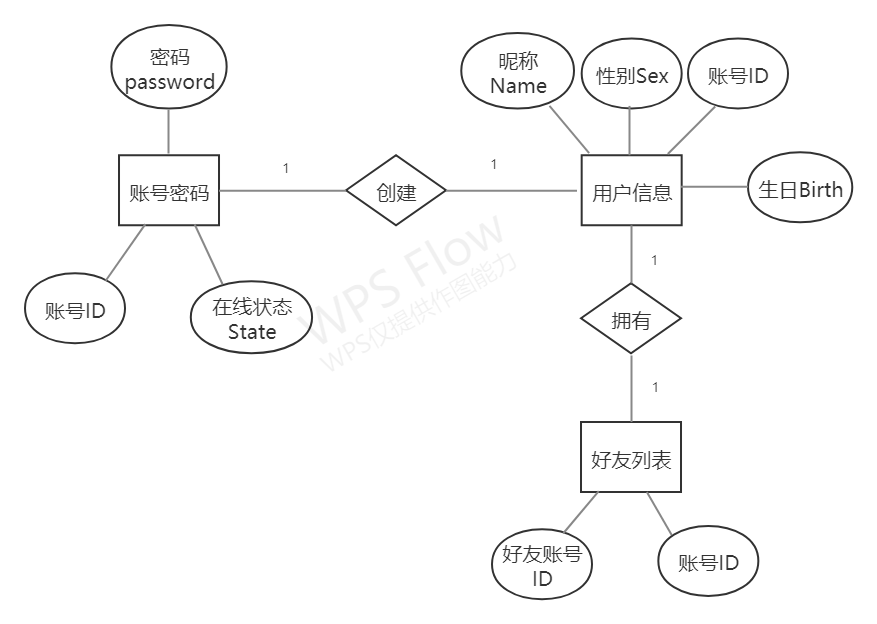 密码
password
昵称
Name
性别Sex
账号ID
账号密码
1
创建
1
用户信息
生日Birth
账号ID
在线状态
State
WPS Flow
WPS仅提供作图能力
1
拥有
1
好友列表
好友账号
ID
账号ID